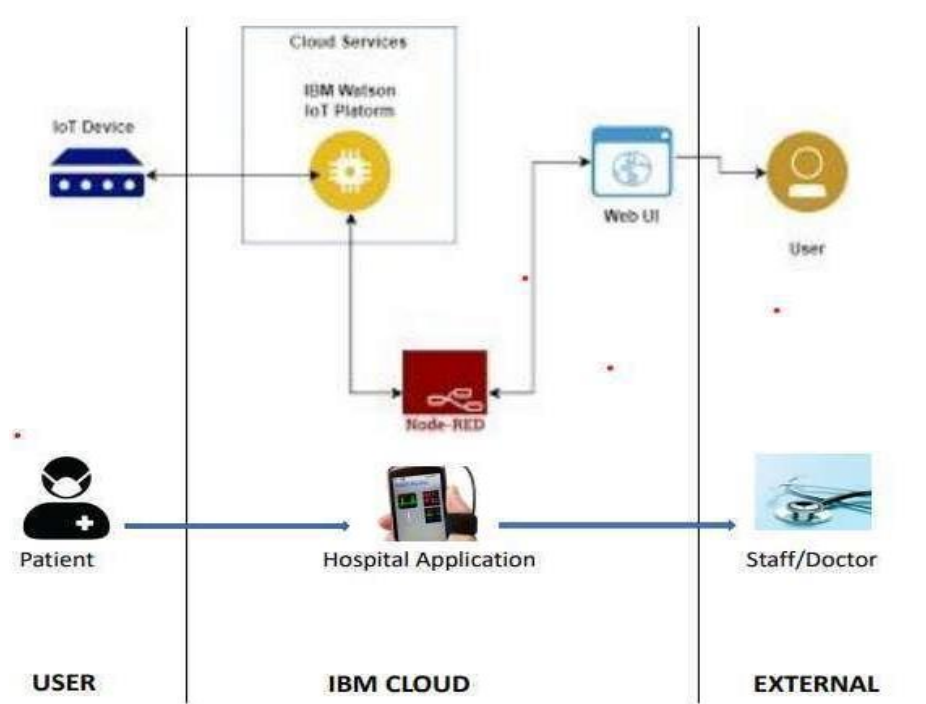 Cloud Services
IBM Watson
IoT Platorm
IoT Device
Web UI
User
Node-RED
Patient
Hospital Application
Staff/Doctor
USER
IBM CLOUD
EXTERNAL